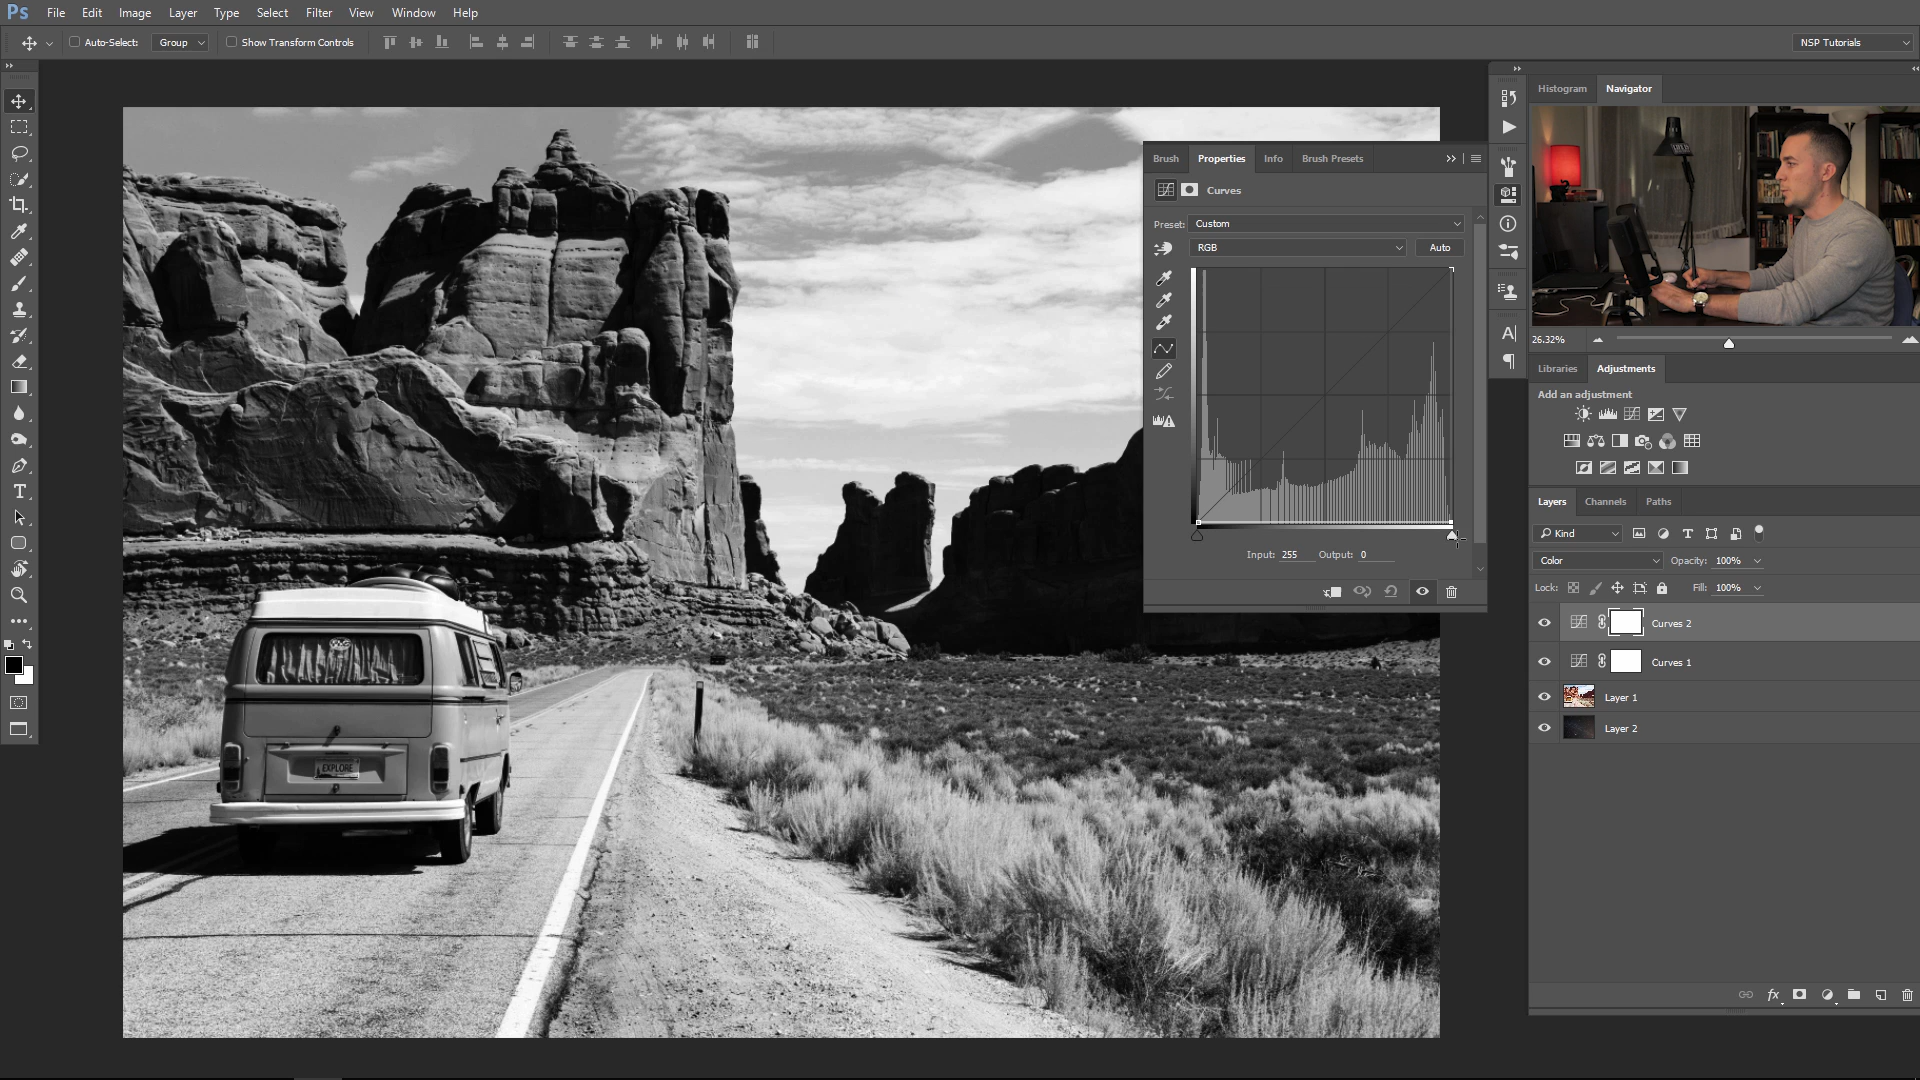 Ps File Edit Image Layer Type Select Filter View Window Help
Auto-Select: Group Show Transform Controls NSP Tutorials
Histogram Navigator
Brush Properties Info Brush Presets
Curves
Preset: Custom
RGB Auto
Input: 255 Output: 0
EXPLORE
26.32%
Libraries Adjustments
Add an adjustment
Layers Channels Paths
Kind
Color Opacity: 100%
Lock: Fill: 100%
Curves 2
Curves 1
Layer 1
Layer 2